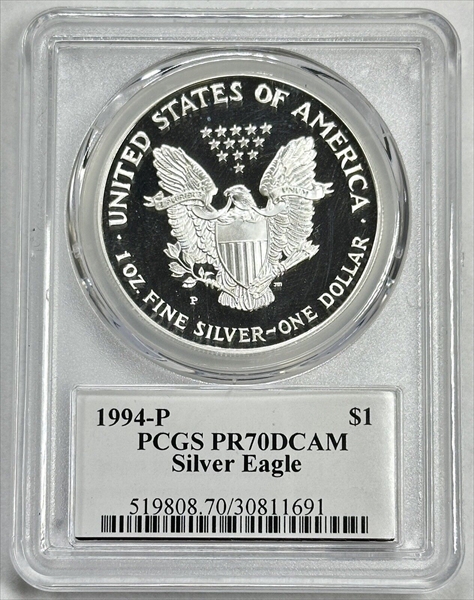 UNITED STATES OF AMERICA
UNUM
P
1 OZ. FINE SILVER~ONE DOLLAR
1994-P $1
PCGS PR70DCAM
Silver Eagle
519808.70/30811691